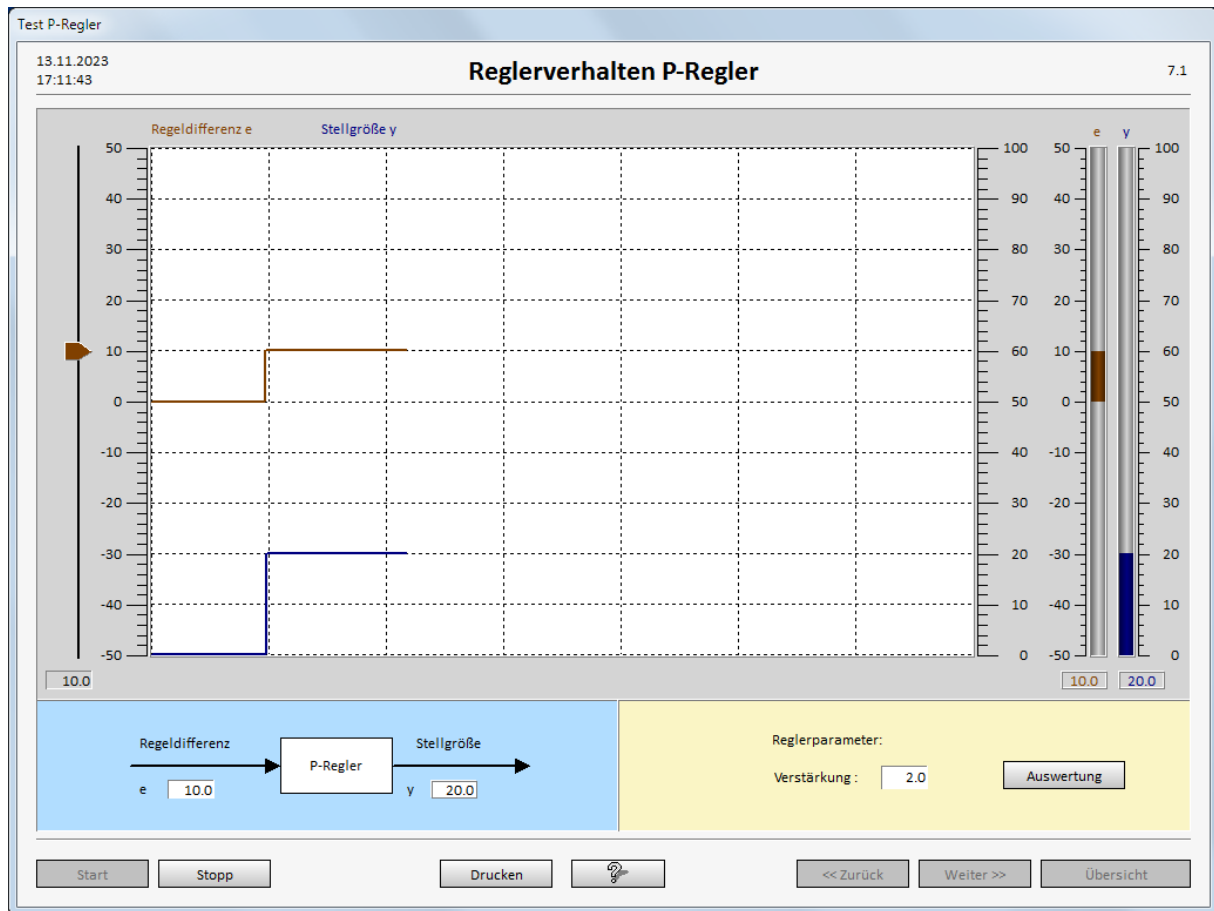 Test P-Regler
13.11.2023
17:11:43
Reglerverhalten P-Regler
7.1
Regeldifferenz e
Stellgröße y
e y
50 100 50 100
40 90 40 90
30 80 30 80
20 70 20 70
10 60 10 60
0 50 0 50
-10 40 -10 40
-20 30 -20 30
-30 20 -30 20
-40 10 -40 10
-50 0 -50 0
10.0 10.0 20.0
Regeldifferenz
P-Regler
Stellgröße
e 10.0
y 20.0
Reglerparameter:
Verstärkung : 2.0
Auswertung
Start Stopp Drucken ? << Zurück Weiter >> Übersicht